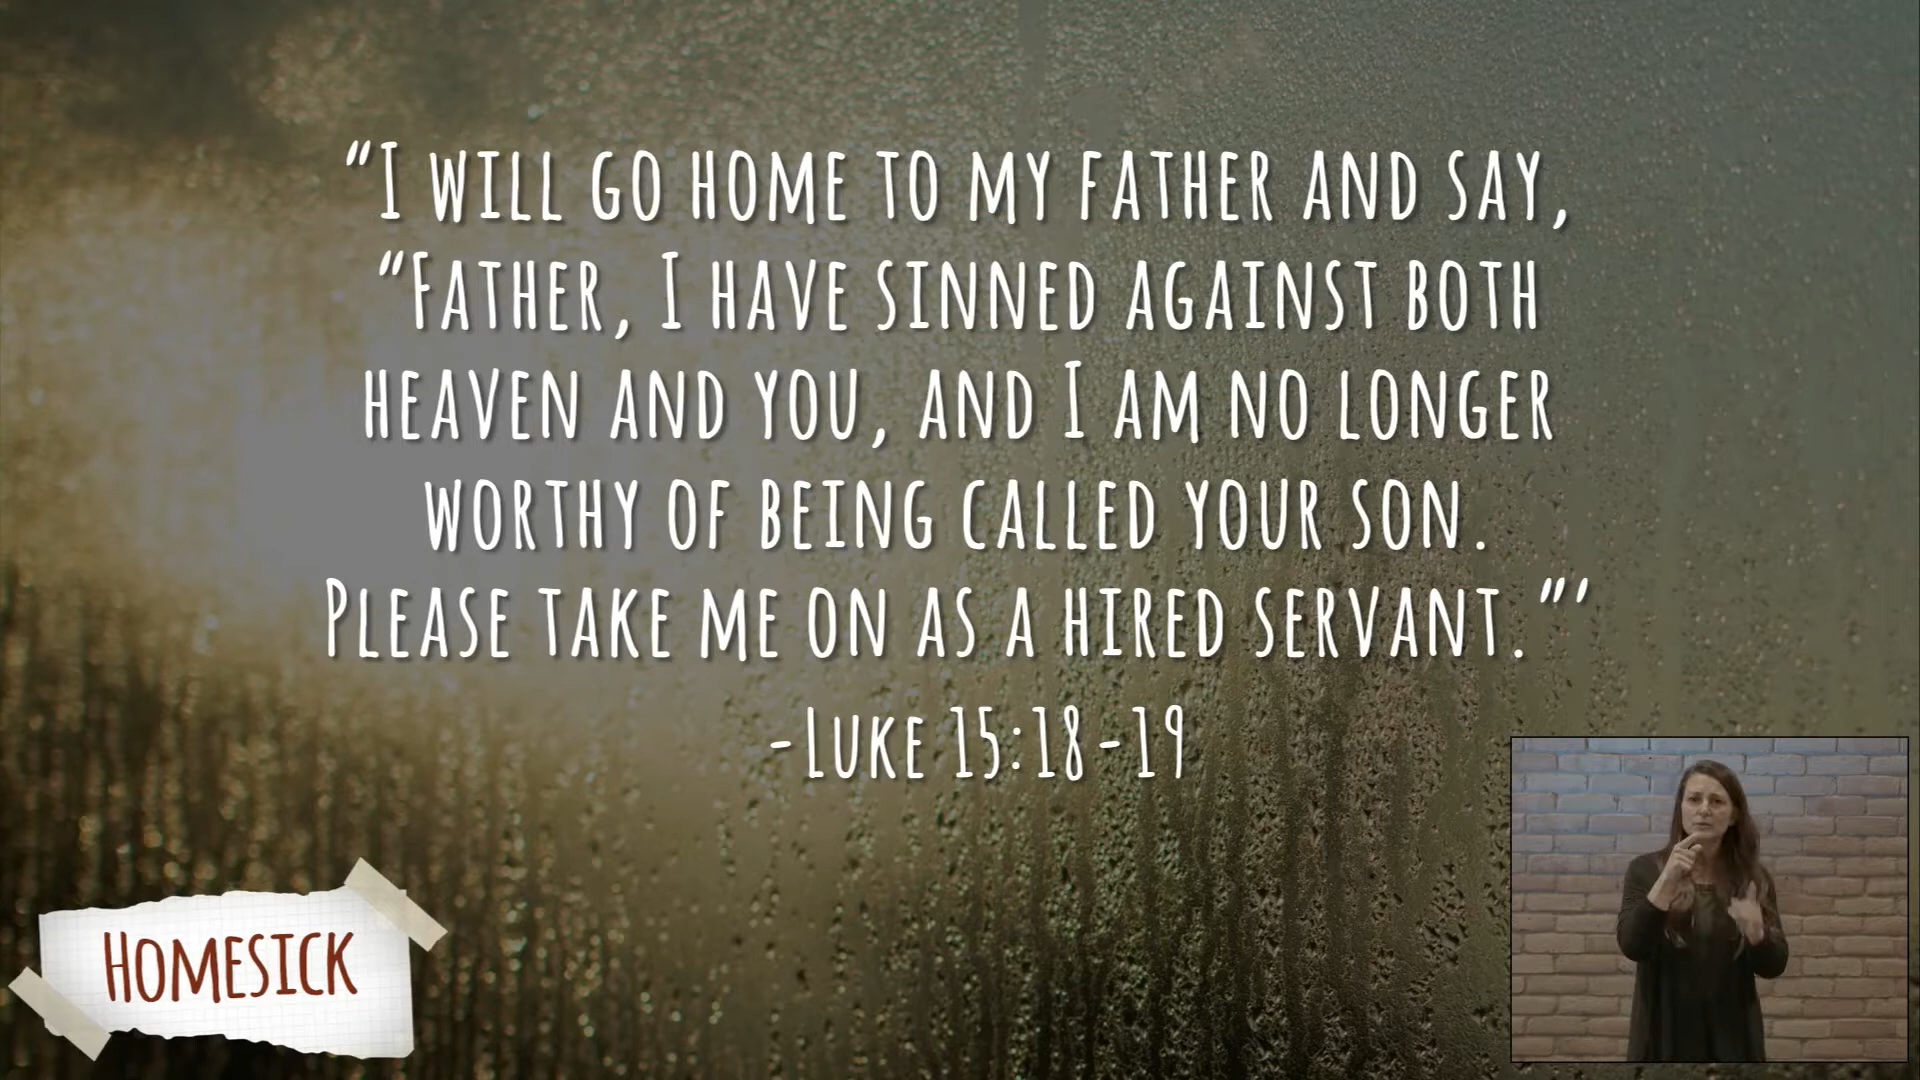 “I will go home to my father and say,
“Father, I have sinned against both
heaven and you, and I am no longer
worthy of being called your son.
Please take me on as a hired servant.”’
-Luke 15:18-19
Homesick